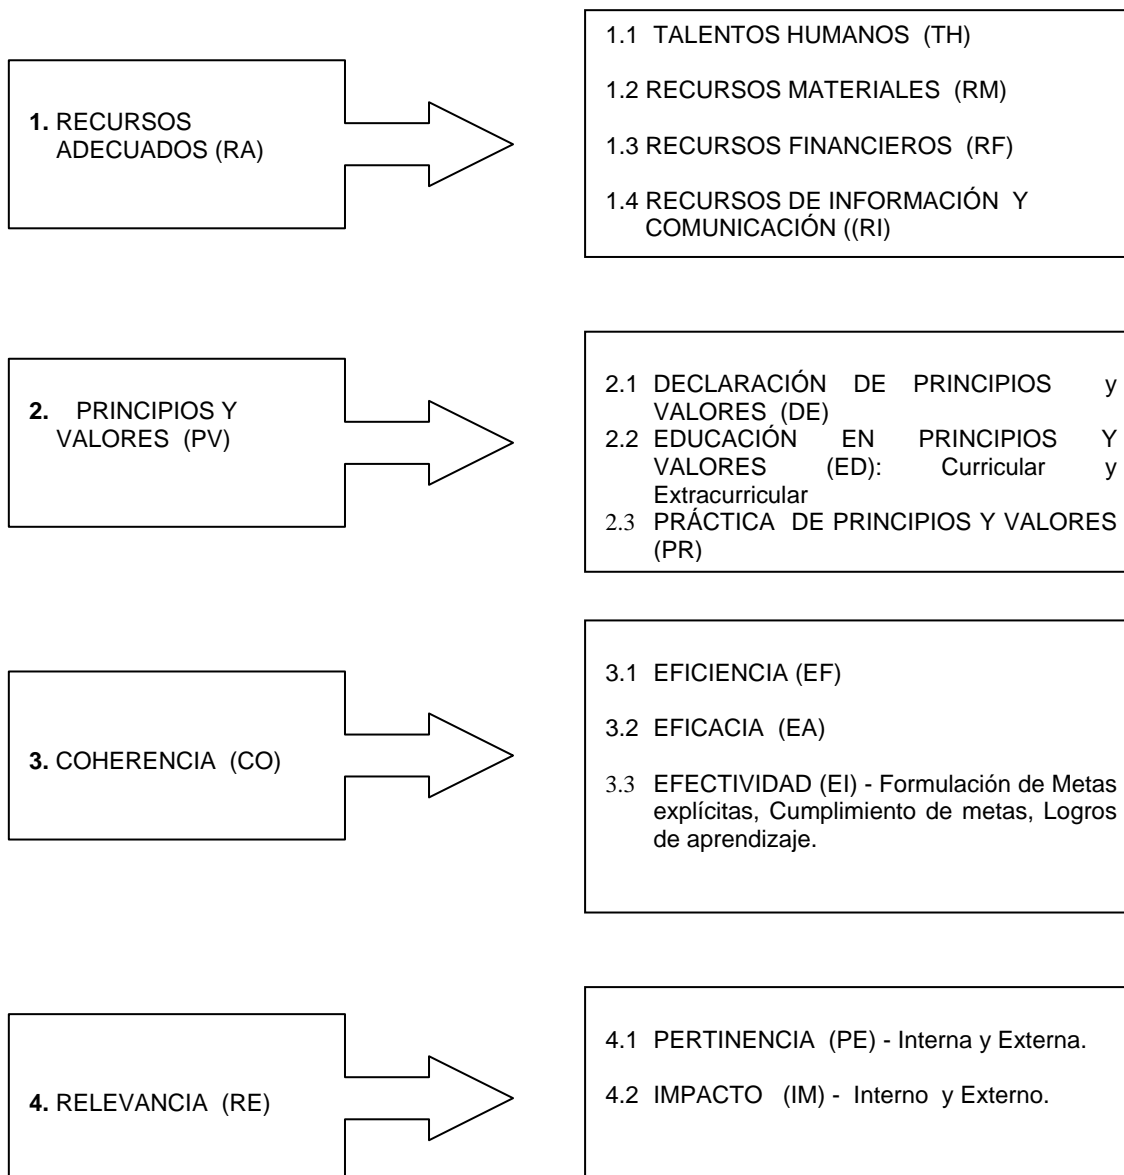 1. RECURSOS
ADECUADOS (RA)
1.1 TALENTOS HUMANOS (TH)
1.2 RECURSOS MATERIALES (RM)
1.3 RECURSOS FINANCIEROS (RF)
1.4 RECURSOS DE INFORMACIÓN Y
COMUNICACIÓN ((RI)
2. PRINCIPIOS Y
VALORES (PV)
2.1 DECLARACIÓN DE PRINCIPIOS y
VALORES (DE)
2.2 EDUCACIÓN EN PRINCIPIOS Y
VALORES (ED): Curricular y
Extracurricular
2.3 PRÁCTICA DE PRINCIPIOS Y VALORES
(PR)
3. COHERENCIA (CO)
3.1 EFICIENCIA (EF)
3.2 EFICACIA (EA)
3.3 EFECTIVIDAD (EI) - Formulación de Metas
explícitas, Cumplimiento de metas, Logros
de aprendizaje.
4. RELEVANCIA (RE)
4.1 PERTINENCIA (PE) - Interna y Externa.
4.2 IMPACTO (IM) - Interno y Externo.